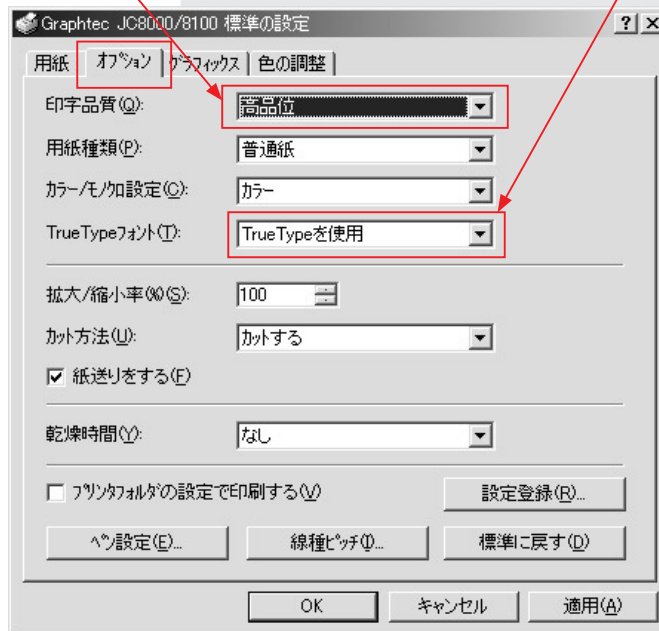 Graphtec JC8000/8100 標準の設定
用紙 オプション グラフィックス 色の調整
印字品質(Q): 高品位
用紙種類(P): 普通紙
カラー/モノクロ設定(C): カラー
TrueTypeフォント(T): TrueTypeを使用
拡大/縮小率(%)(S): 100
カット方法(U): カットする
紙送りをする(F)
乾燥時間(Y): なし
プリンタフォルダの設定で印刷する(V) 設定登録(R)...
ペン設定(E)... 線種ピッチ(I)... 標準に戻す(D)
OK キャンセル 適用(A)